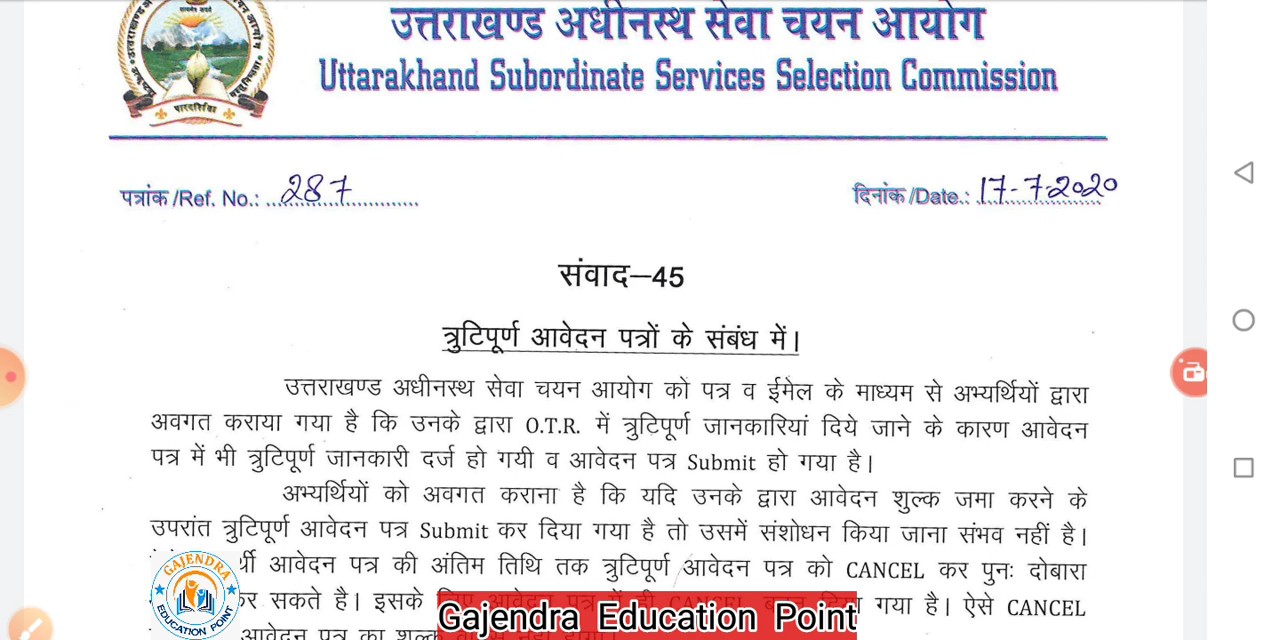 उत्तराखण्ड अधीनस्थ सेवा चयन आयोग
Uttarakhand Subordinate Services Selection Commission
पारदर्शिता
पत्रांक /Ref. No.: 287
दिनांक /Date.: 17-7-2020
संवाद–45
त्रुटिपूर्ण आवेदन पत्रों के संबंध में।
उत्तराखण्ड अधीनस्थ सेवा चयन आयोग को पत्र व ईमेल के माध्यम से अभ्यर्थियों द्वारा
अवगत कराया गया है कि उनके द्वारा O.T.R. में त्रुटिपूर्ण जानकारियां दिये जाने के कारण आवेदन
पत्र में भी त्रुटिपूर्ण जानकारी दर्ज हो गयी व आवेदन पत्र Submit हो गया है।
अभ्यर्थियों को अवगत कराना है कि यदि उनके द्वारा आवेदन शुल्क जमा करने के
उपरांत त्रुटिपूर्ण आवेदन पत्र Submit कर दिया गया है तो उसमें संशोधन किया जाना संभव नहीं है।
आवेदन पत्र की अंतिम तिथि तक त्रुटिपूर्ण आवेदन पत्र को CANCEL कर पुनः दोबारा
कर सकते है। इसके गया है। ऐसे CANCEL
आवेदन पत्र का शुल्क
GAJENDRA
EDUCATION POINT
Gajendra Education Point